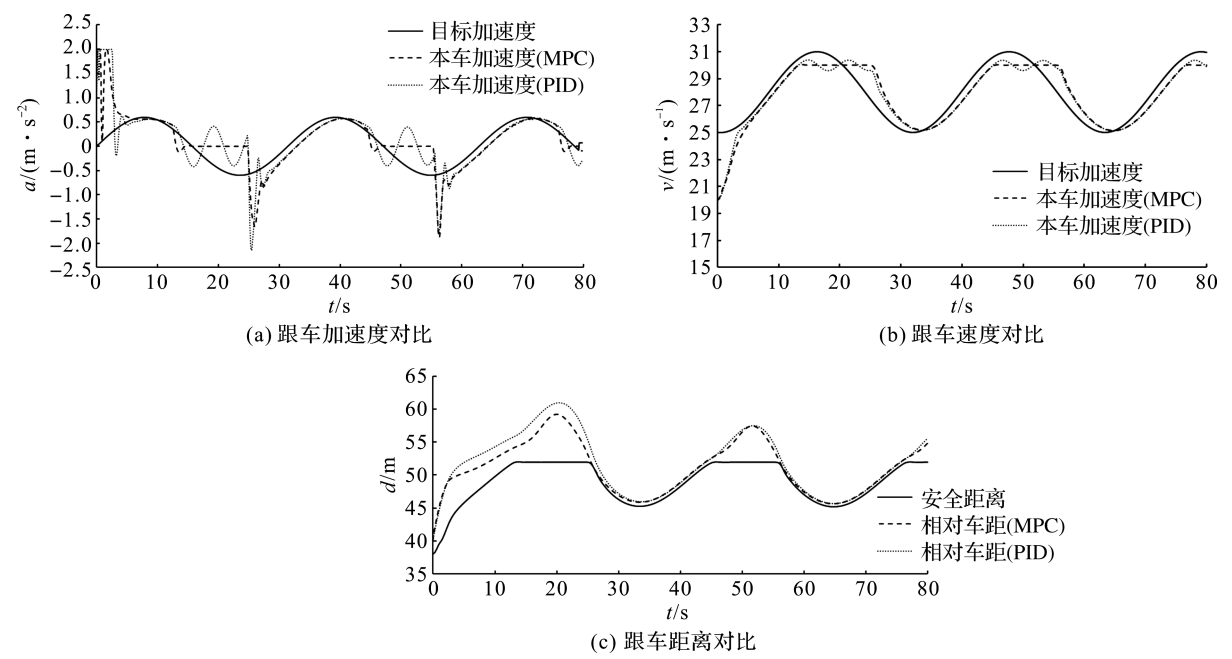 2.5
2.0
1.5
1.0
0.5
0
−0.5
−1.0
−1.5
−2.0
−2.5
a/(m·s⁻²)
目标加速度
本车加速度(MPC)
本车加速度(PID)
0 10 20 30 40 50 60 70 80
t/s
(a) 跟车加速度对比
33
31
29
27
25
23
21
19
17
15
v/(m·s⁻¹)
目标加速度
本车加速度(MPC)
本车加速度(PID)
0 10 20 30 40 50 60 70 80
t/s
(b) 跟车速度对比
65
60
55
50
45
40
35
d/m
安全距离
相对车距(MPC)
相对车距(PID)
0 10 20 30 40 50 60 70 80
t/s
(c) 跟车距离对比